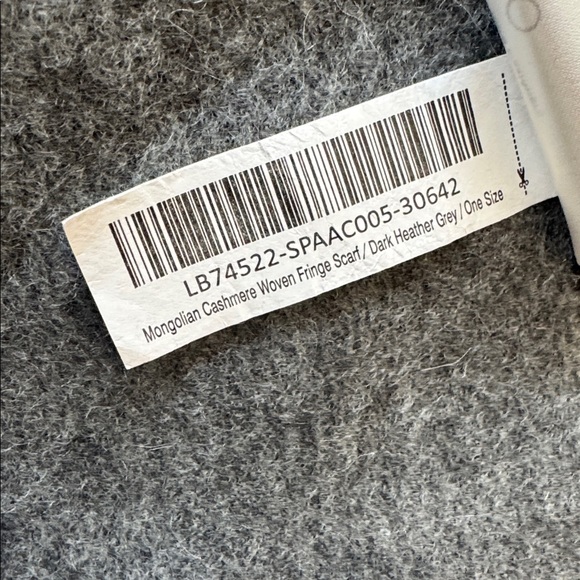 LB74522-SPAAC005-30642
Mongolian Cashmere Woven Fringe Scarf / Dark Heather Grey / One Size